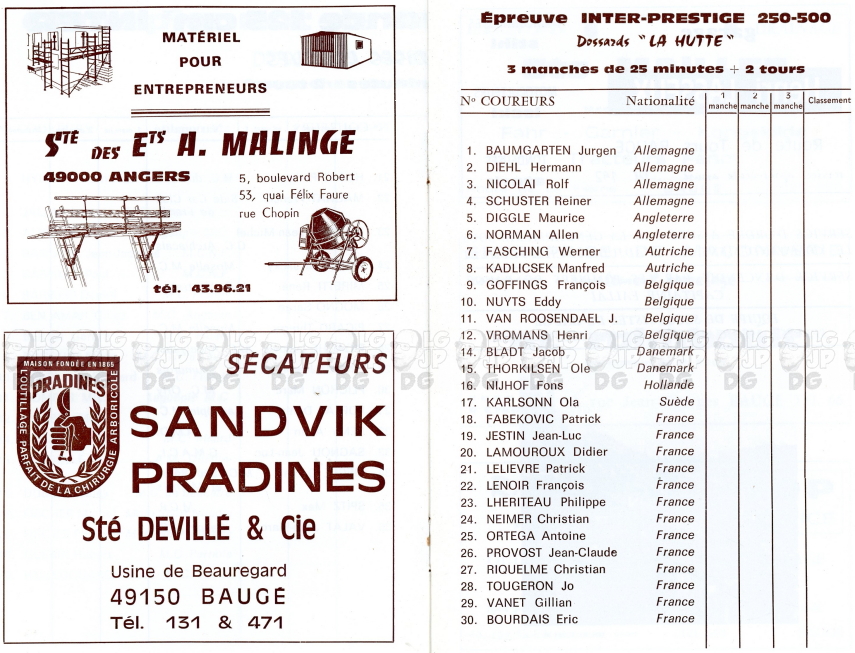 MATÉRIEL
POUR
ENTREPRENEURS
STÉ DES ETS A. MALINGE
49000 ANGERS
5, boulevard Robert
53, quai Félix Faure
rue Chopin
tél. 43.96.21
MAISON FONDÉE EN 1865
PRADINES
L'OUTILLAGE PARFAIT DE LA CHIRURGIE ARBORICOLE
SÉCATEURS
SANDVIK
PRADINES
Sté DEVILLÉ & Cie
Usine de Beauregard
49150 BAUGÉ
Tél. 131 & 471
Épreuve INTER-PRESTIGE 250-500
Dossards "LA HUTTE"
3 manches de 25 minutes + 2 tours
No COUREURS Nationalité 1 manche 2 manche 3 manche Classement
1. BAUMGARTEN Jurgen Allemagne
2. DIEHL Hermann Allemagne
3. NICOLAI Rolf Allemagne
4. SCHUSTER Reiner Allemagne
5. DIGGLE Maurice Angleterre
6. NORMAN Allen Angleterre
7. FASCHING Werner Autriche
8. KADLICSEK Manfred Autriche
9. GOFFINGS François Belgique
10. NUYTS Eddy Belgique
11. VAN ROOSENDAEL J. Belgique
12. VROMANS Henri Belgique
14. BLADT Jacob Danemark
15. THORKILSEN Ole Danemark
16. NIJHOF Fons Hollande
17. KARLSONN Ola Suède
18. FABEKOVIC Patrick France
19. JESTIN Jean-Luc France
20. LAMOUROUX Didier France
21. LELIEVRE Patrick France
22. LENOIR François France
23. LHERITEAU Philippe France
24. NEIMER Christian France
25. ORTEGA Antoine France
26. PROVOST Jean-Claude France
27. RIQUELME Christian France
28. TOUGERON Jo France
29. VANET Gillian France
30. BOURDAIS Eric France